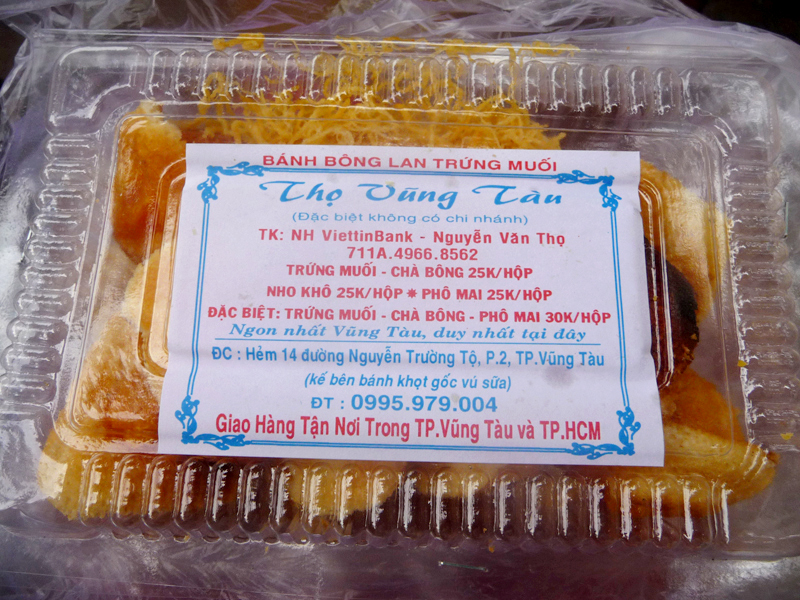 BÁNH BÔNG LAN TRỨNG MUỐI
Thọ Vũng Tàu
(Đặc biệt không có chi nhánh)
TK: NH ViettinBank - Nguyễn Văn Thọ
711A.4966.8562
TRỨNG MUỐI - CHÀ BÔNG 25K/HỘP
NHO KHÔ 25K/HỘP ✷ PHÔ MAI 25K/HỘP
ĐẶC BIỆT: TRỨNG MUỐI - CHÀ BÔNG - PHÔ MAI 30K/HỘP
Ngon nhất Vũng Tàu, duy nhất tại đây
ĐC : Hẻm 14 đường Nguyễn Trường Tộ, P.2, TP.Vũng Tàu
(kế bên bánh khọt gốc vú sữa)
ĐT : 0995.979.004
Giao Hàng Tận Nơi Trong TP.Vũng Tàu và TP.HCM